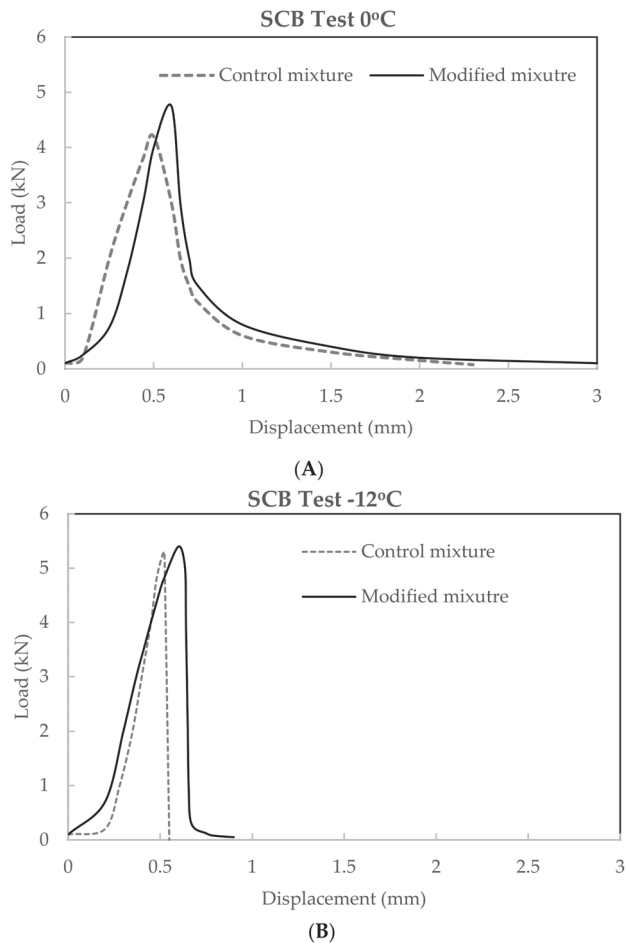 SCB Test 0°C
6
5
4
3
2
1
0
Load (kN)
Control mixture
Modified mixutre
0
0.5
1
1.5
2
2.5
3
Displacement (mm)
(A)
SCB Test -12°C
6
5
4
3
2
1
0
Load (kN)
Control mixture
Modified mixutre
0
0.5
1
1.5
2
2.5
3
Displacement (mm)
(B)